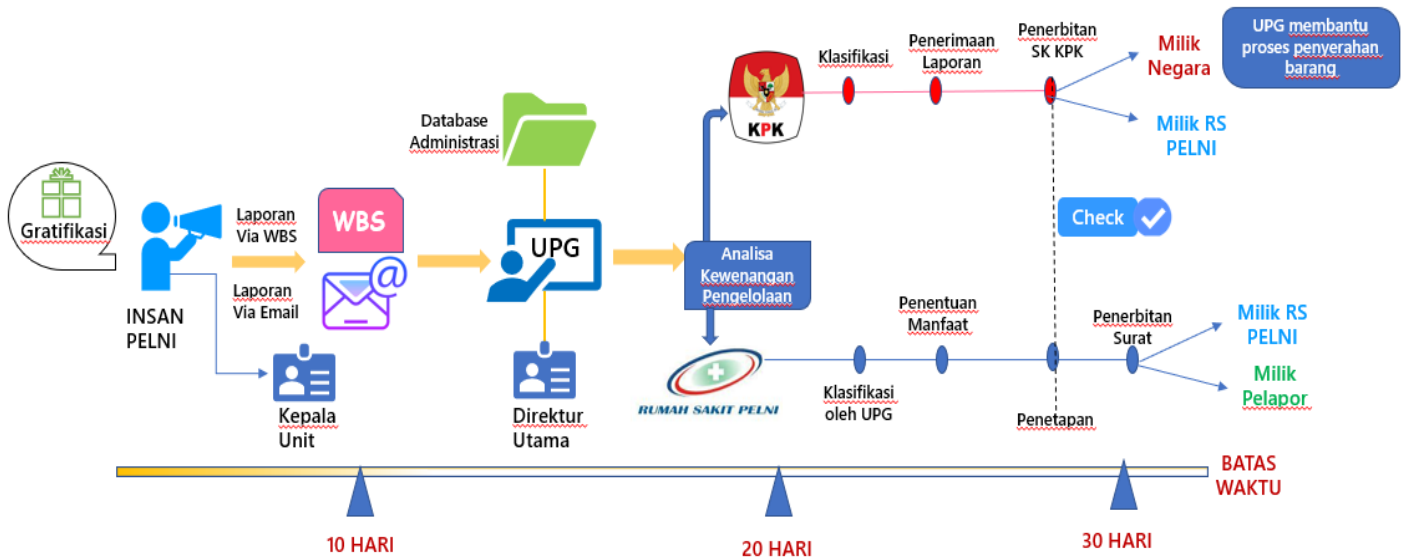 Gratifikasi
INSAN
PELNI
Laporan
Via WBS
Laporan
Via Email
Kepala
Unit
WBS
@
Database
Administrasi
UPG
Direktur
Utama
Analisa
Kewenangan
Pengelolaan
KPK
Klasifikasi
Penerimaan
Laporan
Penerbitan
SK KPK
Milik
Negara
UPG membantu
proses penyerahan
barang
Milik RS
PELNI
Check
RUMAH SAKIT PELNI
Klasifikasi
oleh UPG
Penentuan
Manfaat
Penetapan
Penerbitan
Surat
Milik RS
PELNI
Milik
Pelapor
BATAS
WAKTU
10 HARI
20 HARI
30 HARI